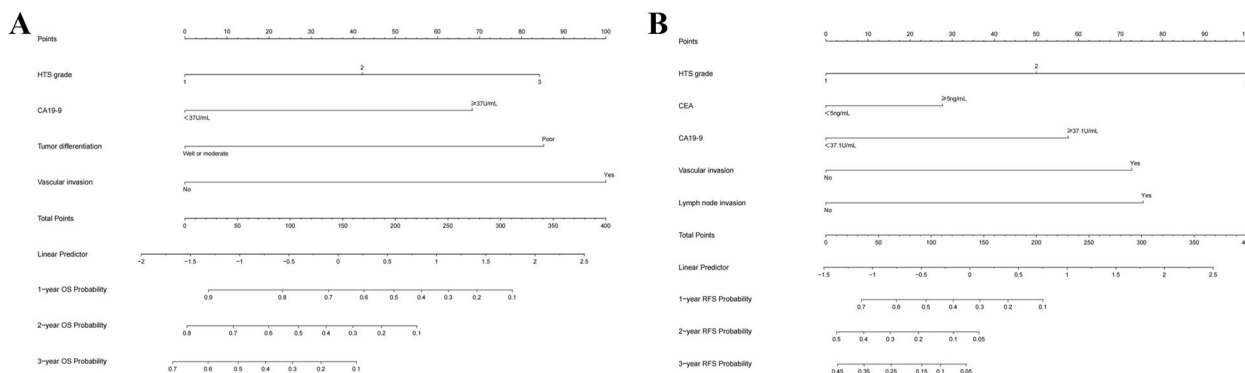 A
Points
0 10 20 30 40 50 60 70 80 90 100
HTS grade
2
1 3
CA19-9
≥37U/mL
<37U/mL
Tumor differentiation
Poor
Well or moderate
Vascular invasion
Yes
No
Total Points
0 50 100 150 200 250 300 350 400
Linear Predictor
−2 −1.5 −1 −0.5 0 0.5 1 1.5 2 2.5
1−year OS Probability
0.9 0.8 0.7 0.6 0.5 0.4 0.3 0.2 0.1
2−year OS Probability
0.8 0.7 0.6 0.5 0.4 0.3 0.2 0.1
3−year OS Probability
0.7 0.6 0.5 0.4 0.3 0.2 0.1
B
Points
0 10 20 30 40 50 60 70 80 90 100
HTS grade
2
1
CEA
≥5ng/mL
<5ng/mL
CA19-9
≥37.1U/mL
<37.1U/mL
Vascular invasion
Yes
No
Lymph node invasion
Yes
No
Total Points
0 50 100 150 200 250 300 350
Linear Predictor
−1.5 −1 −0.5 0 0.5 1 1.5 2 2.5
1−year RFS Probability
0.7 0.6 0.5 0.4 0.3 0.2 0.1
2−year RFS Probability
0.5 0.4 0.3 0.2 0.1 0.05
3−year RFS Probability
0.45 0.35 0.25 0.15 0.1 0.05